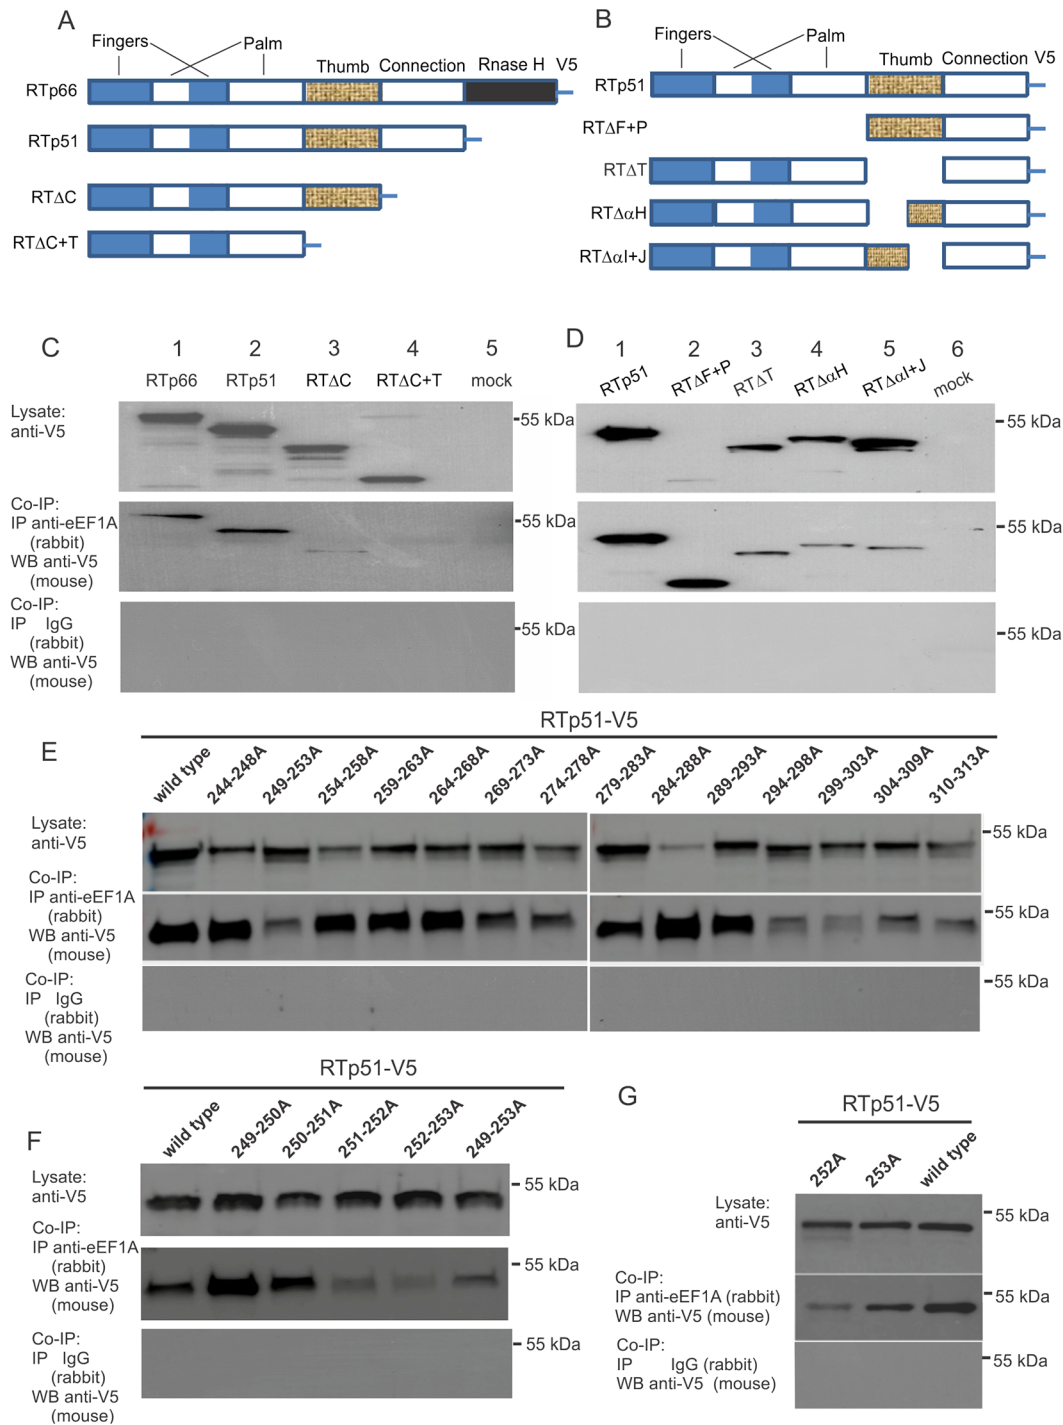 A
Fingers Palm
Thumb Connection Rnase H V5
RTp66
RTp51
RTΔC
RTΔC+T
B
Fingers Palm
Thumb Connection V5
RTp51
RTΔF+P
RTΔT
RTΔαH
RTΔαI+J
C
1 2 3 4 5
RTp66 RTp51 RTΔC RTΔC+T mock
Lysate:
anti-V5
55 kDa
Co-IP:
IP anti-eEF1A
(rabbit)
WB anti-V5
(mouse)
55 kDa
Co-IP:
IP IgG
(rabbit)
WB anti-V5
(mouse)
55 kDa
D
1 2 3 4 5 6
RTp51 RTΔF+P RTΔT RTΔαH RTΔαI+J mock
55 kDa
55 kDa
55 kDa
RTp51-V5
E
wild type 244-248A 249-253A 254-258A 259-263A 264-268A 269-273A 274-278A 279-283A 284-288A 289-293A 294-298A 299-303A 304-309A 310-313A
Lysate:
anti-V5
55 kDa
Co-IP:
IP anti-eEF1A
(rabbit)
WB anti-V5
(mouse)
55 kDa
Co-IP:
IP IgG
(rabbit)
WB anti-V5
(mouse)
55 kDa
RTp51-V5
F
wild type 249-250A 250-251A 251-252A 252-253A 249-253A
Lysate:
anti-V5
55 kDa
Co-IP:
IP anti-eEF1A
(rabbit)
WB anti-V5
(mouse)
55 kDa
Co-IP:
IP IgG
(rabbit)
WB anti-V5
(mouse)
55 kDa
G
RTp51-V5
252A 253A wild type
Lysate:
anti-V5
55 kDa
Co-IP:
IP anti-eEF1A (rabbit)
WB anti-V5 (mouse)
55 kDa
Co-IP:
IP IgG (rabbit)
WB anti-V5 (mouse)
55 kDa